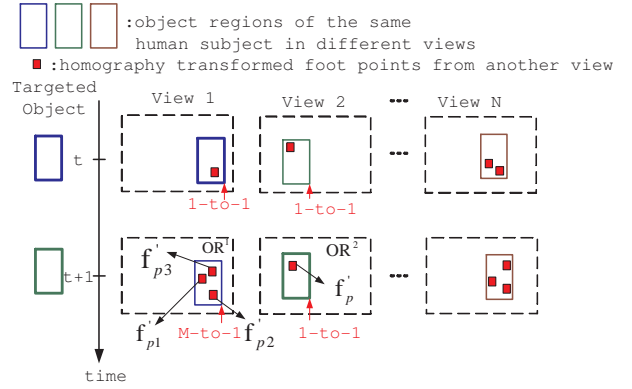 :object regions of the same
human subject in different views
:homography transformed foot points from another view
Targeted
Object
View 1
View 2
View N
t
1-to-1
1-to-1
t+1
OR1
OR2
f'p3
f'p
f'p1
f'p2
M-to-1
1-to-1
time